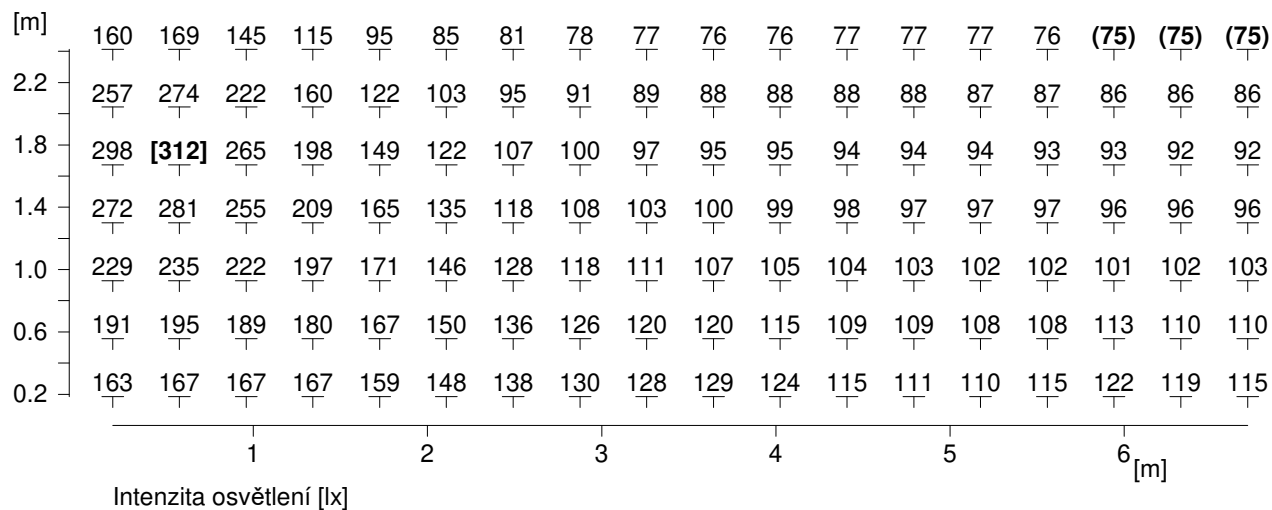 [m]
160 169 145 115 95 85 81 78 77 76 76 77 77 77 76 (75) (75) (75)
2.2 257 274 222 160 122 103 95 91 89 88 88 88 88 87 87 86 86 86
1.8 298 [312] 265 198 149 122 107 100 97 95 95 94 94 94 93 93 92 92
1.4 272 281 255 209 165 135 118 108 103 100 99 98 97 97 97 96 96 96
1.0 229 235 222 197 171 146 128 118 111 107 105 104 103 102 102 101 102 103
0.6 191 195 189 180 167 150 136 126 120 120 115 109 109 108 108 113 110 110
0.2 163 167 167 167 159 148 138 130 128 129 124 115 111 110 115 122 119 115
1 2 3 4 5 6 [m]
Intenzita osvětlení [lx]